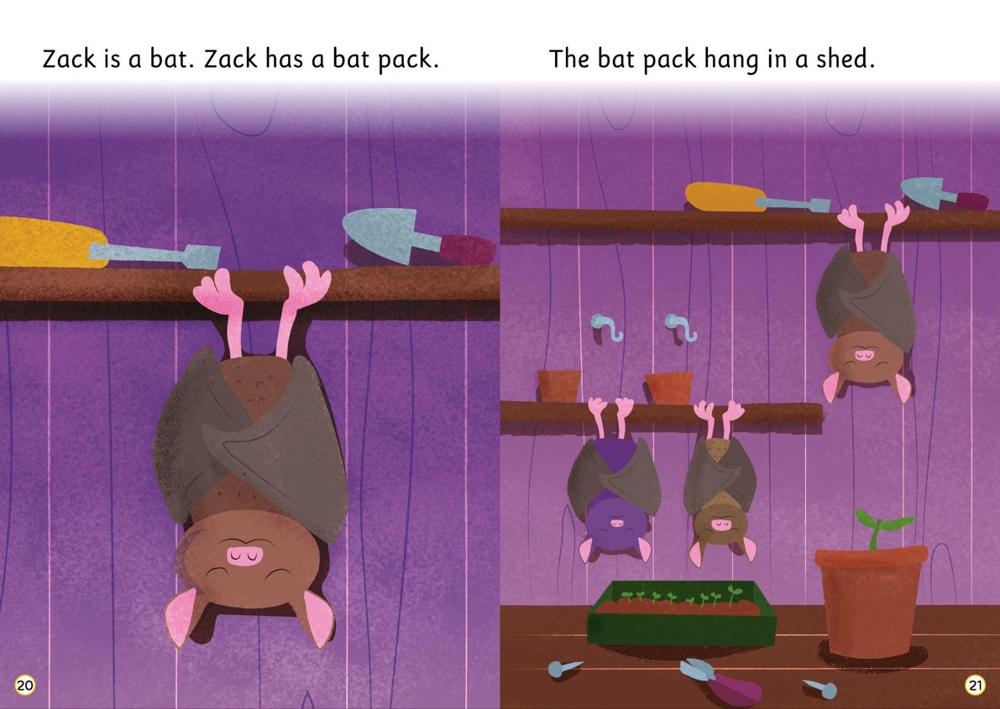 Zack is a bat. Zack has a bat pack.
The bat pack hang in a shed.
20
21